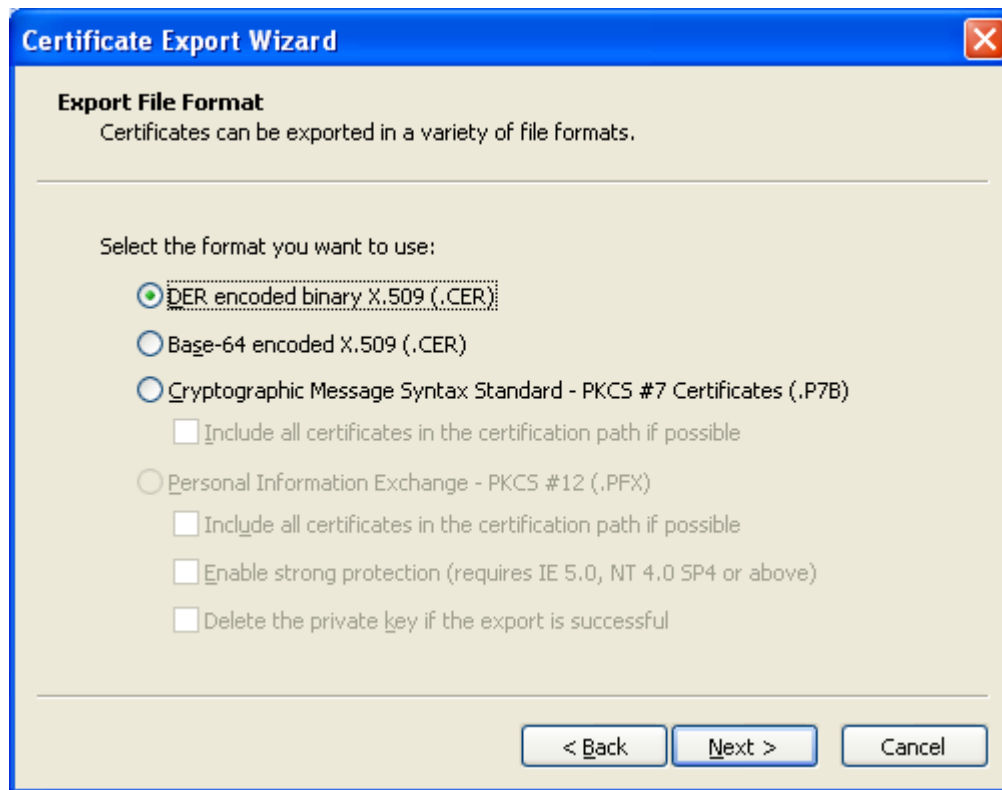 Certificate Export Wizard
Export File Format
Certificates can be exported in a variety of file formats.
Select the format you want to use:
DER encoded binary X.509 (.CER)
Base-64 encoded X.509 (.CER)
Cryptographic Message Syntax Standard - PKCS #7 Certificates (.P7B)
Include all certificates in the certification path if possible
Personal Information Exchange - PKCS #12 (.PFX)
Include all certificates in the certification path if possible
Enable strong protection (requires IE 5.0, NT 4.0 SP4 or above)
Delete the private key if the export is successful
< Back Next > Cancel